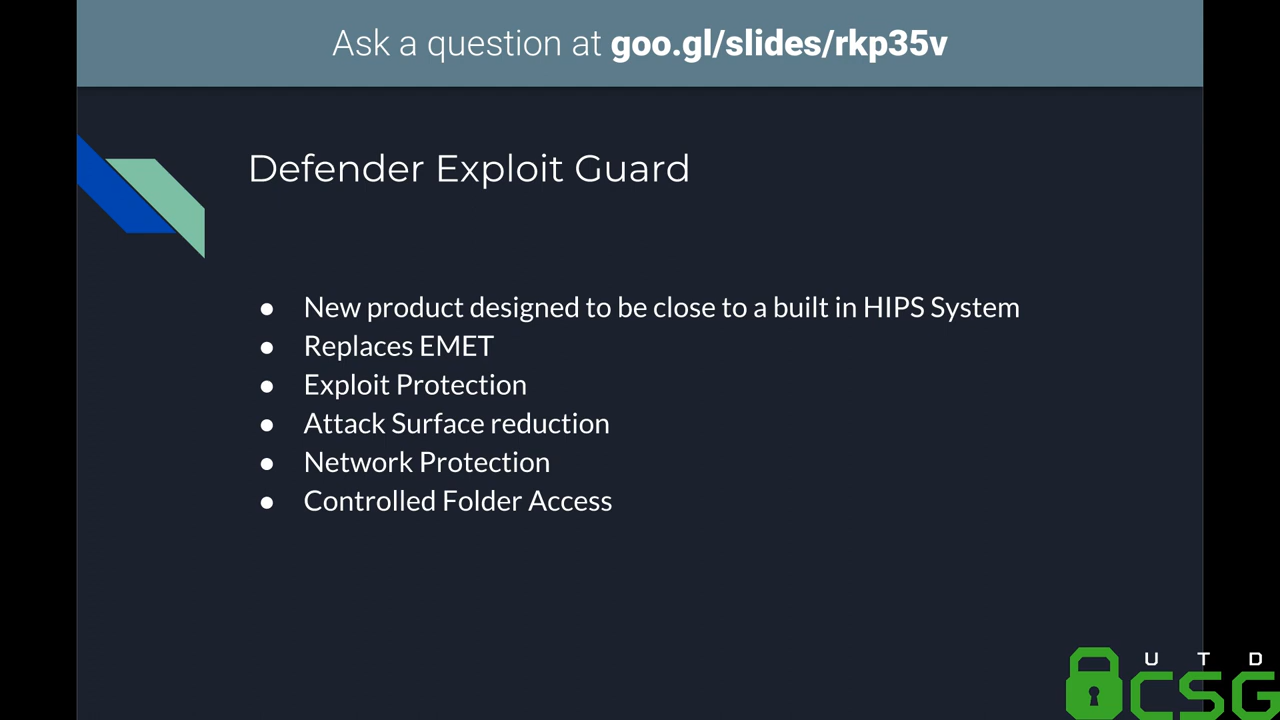 Ask a question at goo.gl/slides/rkp35v
Defender Exploit Guard
● New product designed to be close to a built in HIPS System
● Replaces EMET
● Exploit Protection
● Attack Surface reduction
● Network Protection
● Controlled Folder Access
U T D
CSG